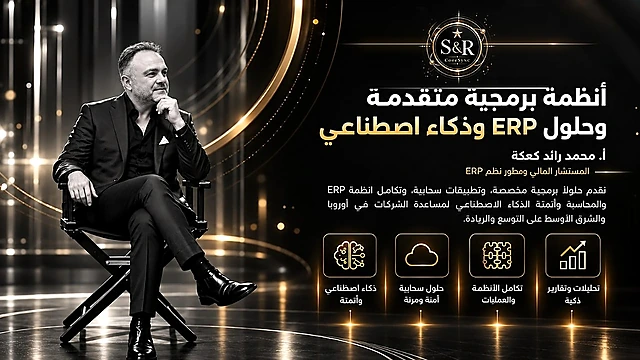 S&R
CODESYNC
أنظمة برمجية متقدمة
وحلول ERP وذكاء اصطناعي
أ. محمد رائد كعكة
المستشار المالي ومطور نظم ERP
نقدم حلولاً برمجية مخصصة، وتطبيقات سحابية، وتكامل انظمة ERP
والمحاسبة وأتمتة الذكاء الاصطناعي لمساعدة الشركات في أوروبا
والشرق الأوسط على التوسع والريادة.
تحليلات وتقارير
ذكية
تكامل الأنظمة
والعمليات
حلول سحابية
آمنة ومرنة
ذكاء اصطناعي
وأتمتة